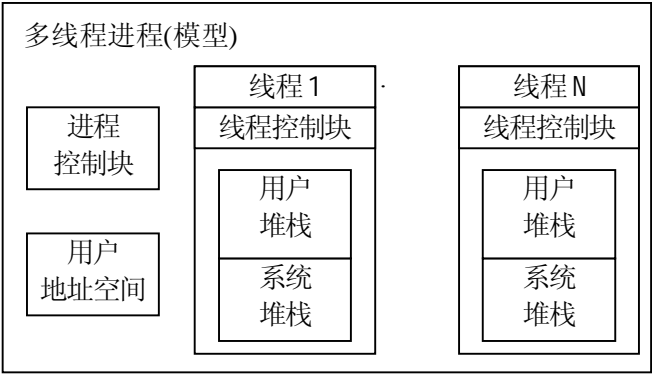 多线程进程(模型)
线程1
·
线程N
线程控制块
线程控制块
进程
控制块
用户
堆栈
用户
堆栈
用户
地址空间
系统
堆栈
系统
堆栈